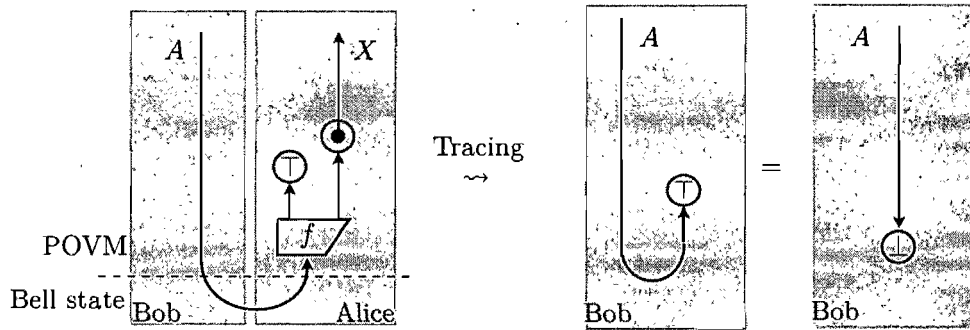 A X
⊤
f
POVM
Bell state
Bob Alice
Tracing
⇝
A
⊤
Bob
=
A
⊥
Bob